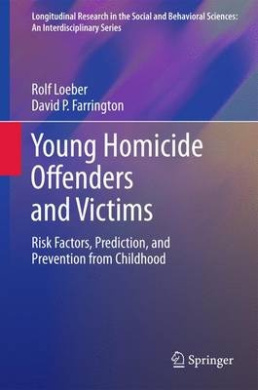 Longitudinal Research in the Social and Behavioral Sciences:
An Interdisciplinary Series
Rolf Loeber
David P. Farrington
Young Homicide
Offenders
and Victims
Risk Factors, Prediction, and
Prevention from Childhood
Springer